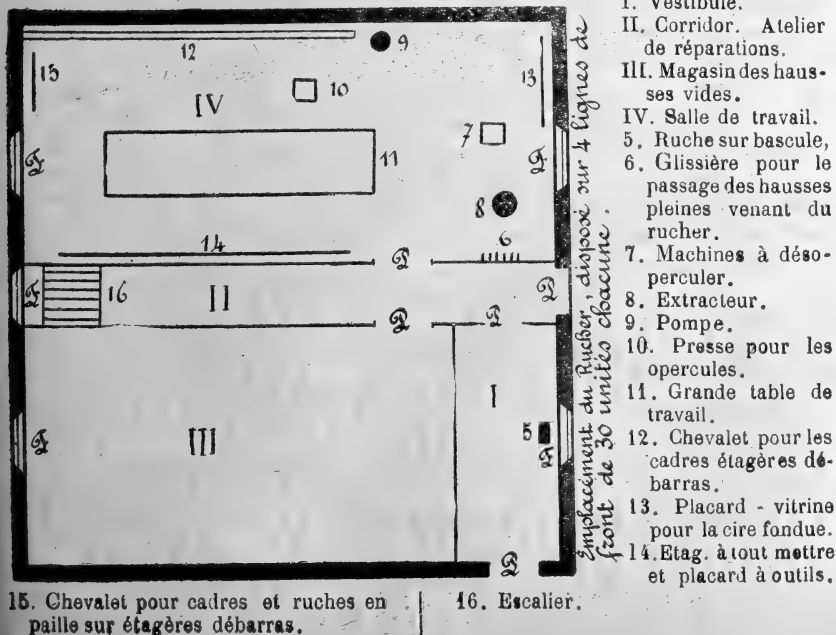 I. Vestibule.
II. Corridor. Atelier
de réparations.
III. Magasin des haus-
ses vides.
IV. Salle de travail.
5. Ruche sur bascule,
6. Glissière pour le
passage des hausses
pleines venant du
rucher.
7. Machines à déso-
perculer.
8. Extracteur.
9. Pompe.
10. Presse pour les
opercules.
11. Grande table de
travail.
12. Chevalet pour les
cadres étagères dé-
barras.
13. Placard - vitrine
pour la cire fondue.
14. Etag. à tout mettre
et placard à outils.
15. Chevalet pour cadres et ruches en
paille sur étagères débarras.
16. Escalier.
12
9
15
13
10
IV
7
11
8
6
14
P
F
F
F
16
II
P
P
P
I
III
5
F
F
P
Emplacement du Rucher, disposé sur 4 lignes de
front de 30 unités chacune.